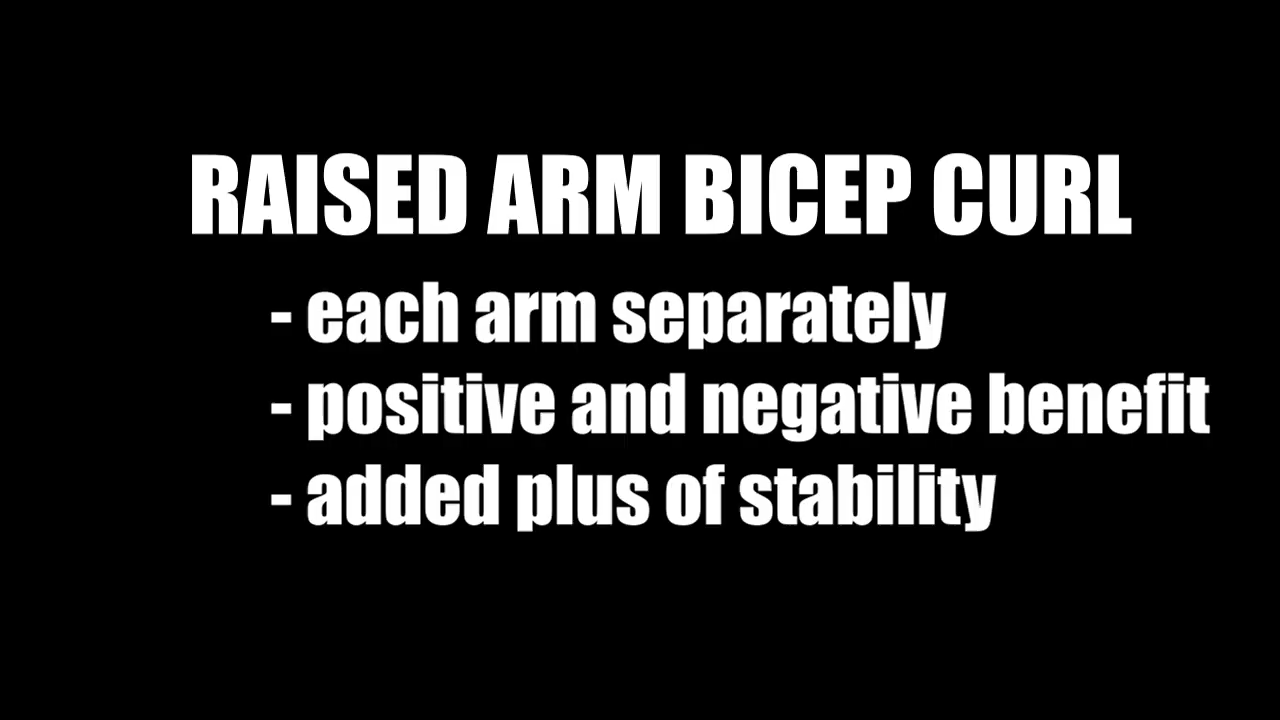 RAISED ARM BICEP CURL
- each arm separately
- positive and negative benefit
- added plus of stability